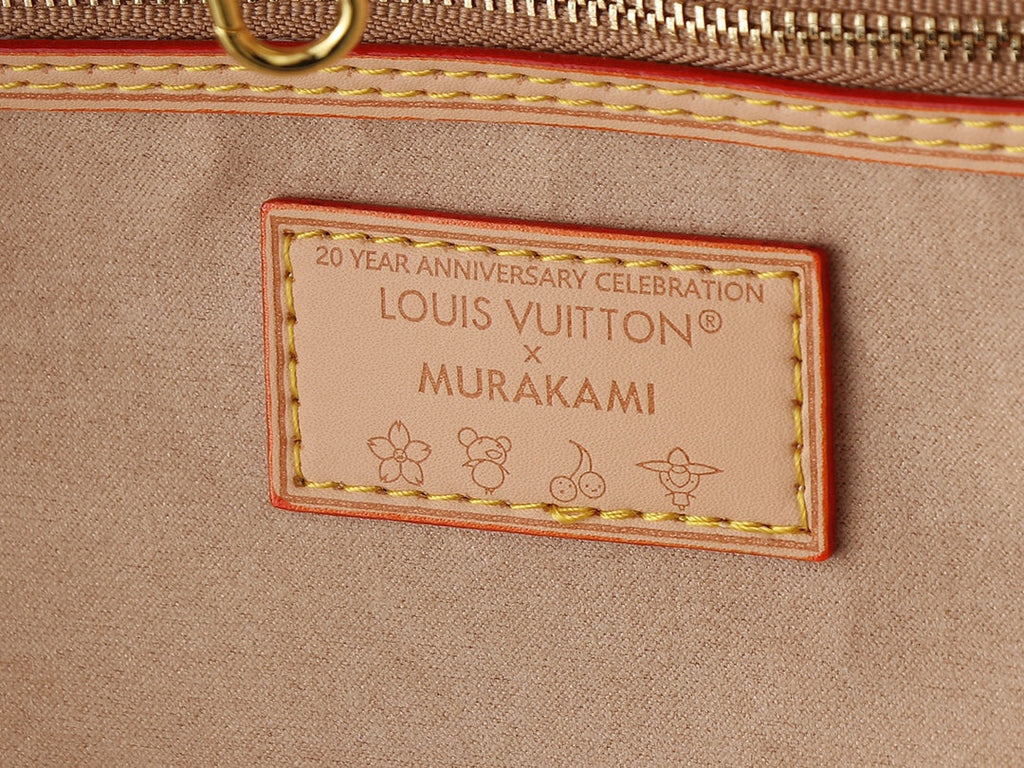 20 YEAR ANNIVERSARY CELEBRATION
LOUIS VUITTON®
x
MURAKAMI